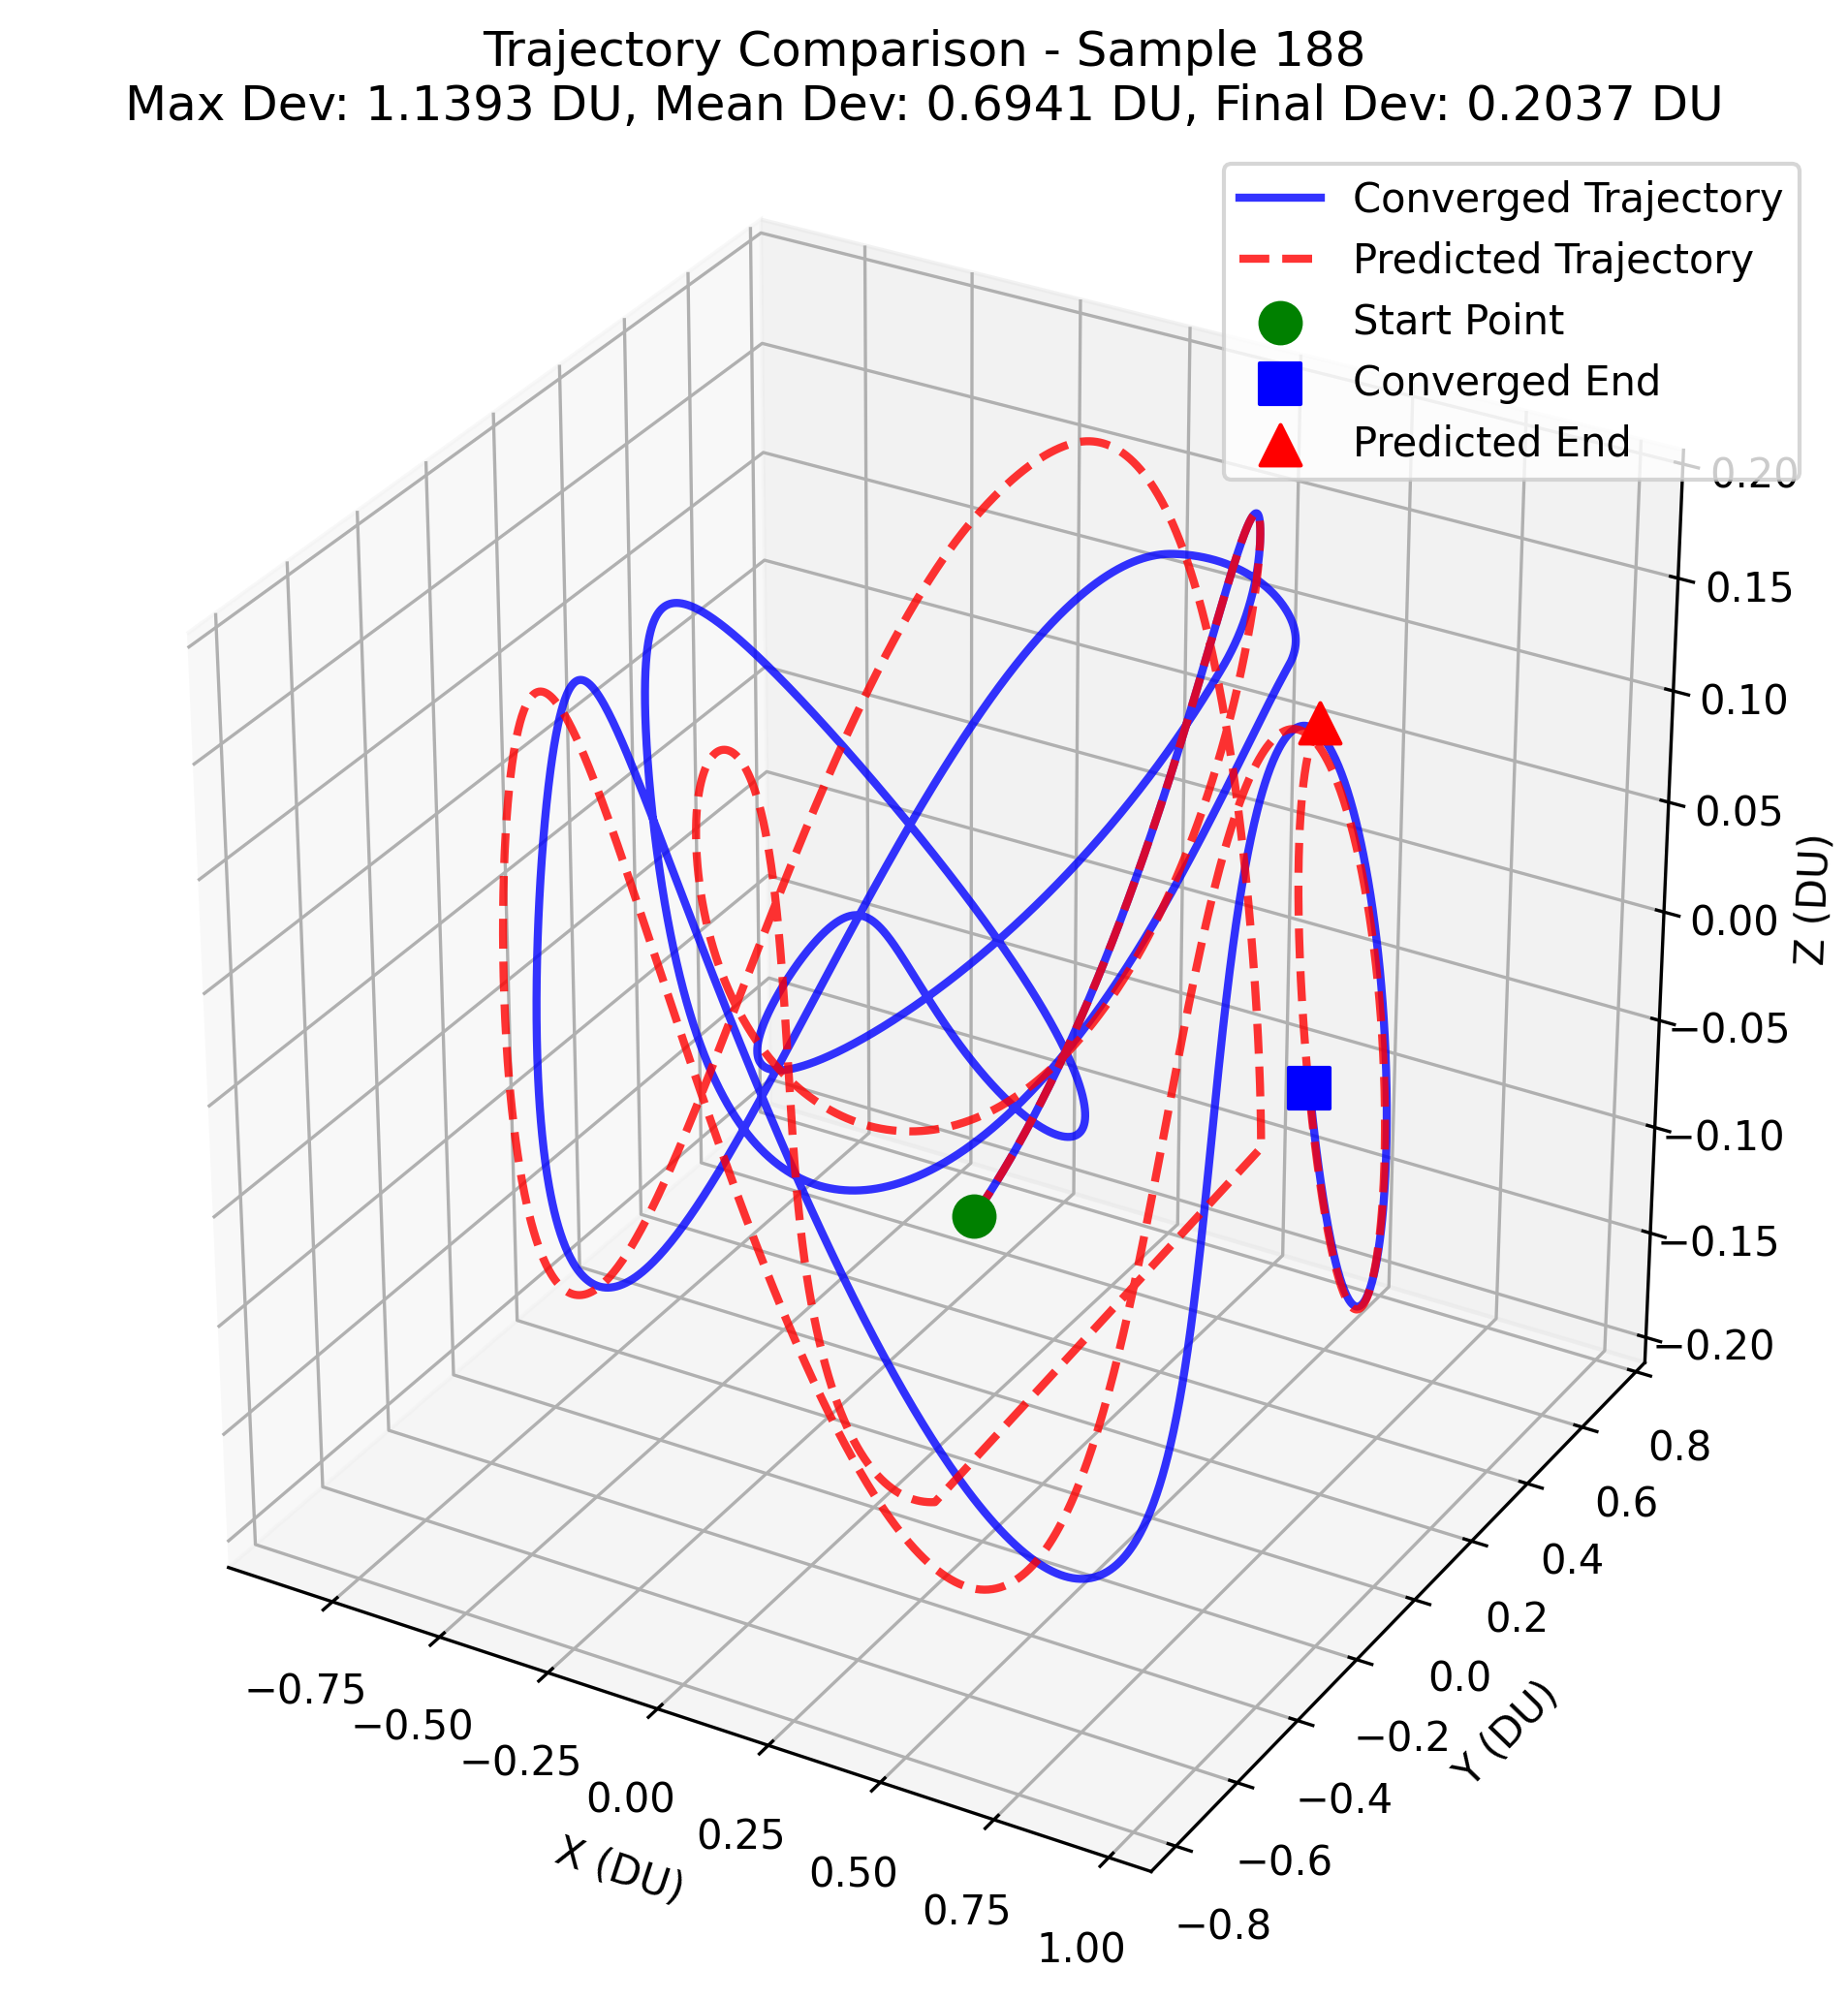 Trajectory Comparison - Sample 188
Max Dev: 1.1393 DU, Mean Dev: 0.6941 DU, Final Dev: 0.2037 DU
Converged Trajectory
Predicted Trajectory
Start Point
Converged End
Predicted End
0.20
0.15
0.10
0.05
0.00
−0.05
−0.10
−0.15
−0.20
Z (DU)
0.8
0.6
0.4
0.2
0.0
−0.2
−0.4
−0.6
−0.8
Y (DU)
−0.75
−0.50
−0.25
0.00
0.25
0.50
0.75
1.00
X (DU)